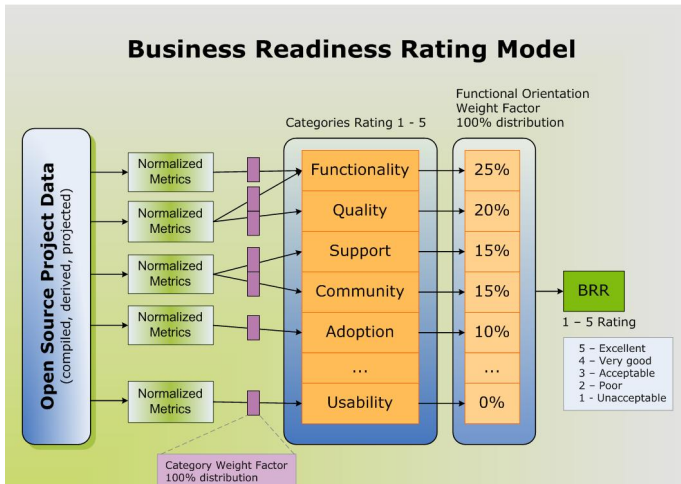 Business Readiness Rating Model
Functional Orientation
Weight Factor
100% distribution
Categories Rating 1 - 5
Open Source Project Data
(compiled, derived, projected)
Normalized
Metrics
Normalized
Metrics
Normalized
Metrics
Normalized
Metrics
Normalized
Metrics
Functionality
Quality
Support
Community
Adoption
...
Usability
25%
20%
15%
15%
10%
...
0%
BRR
1 – 5 Rating
5 – Excellent
4 – Very good
3 – Acceptable
2 – Poor
1 - Unacceptable
Category Weight Factor
100% distribution